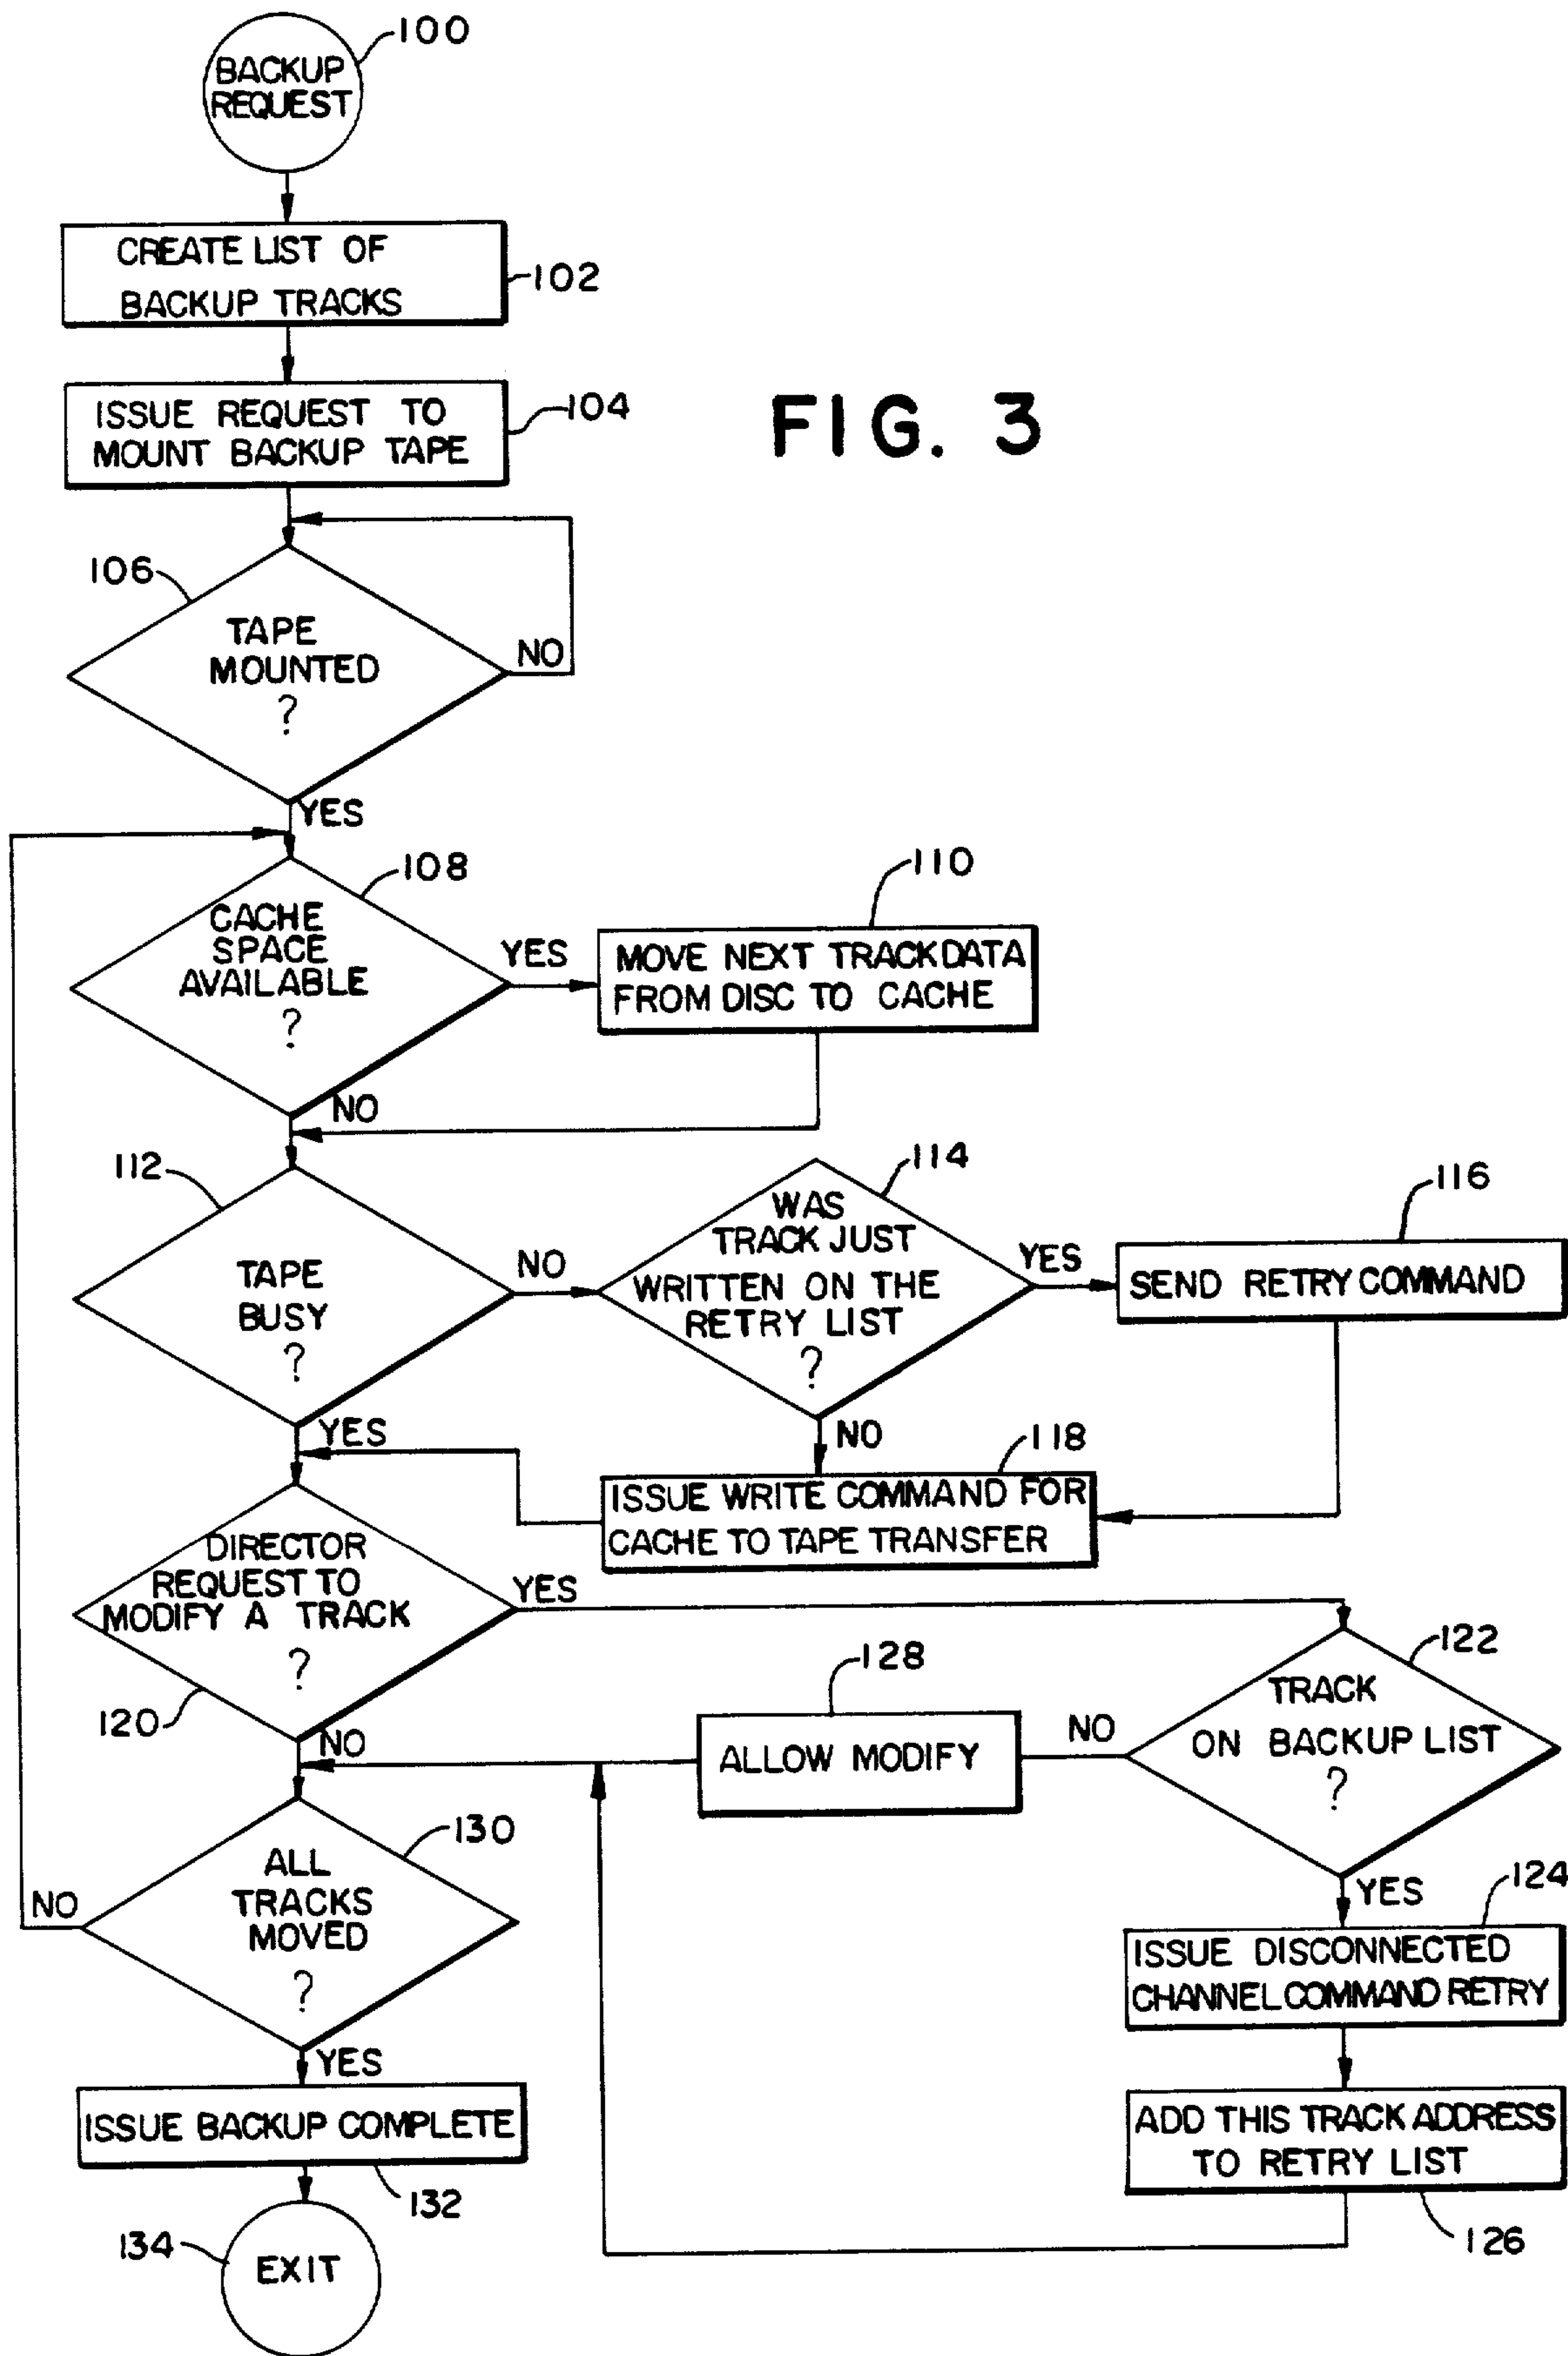 100
BACKUP
REQUEST
CREATE LIST OF
BACKUP TRACKS
102
ISSUE REQUEST TO
MOUNT BACKUP TAPE
104
FIG. 3
106
TAPE
MOUNTED
?
NO
YES
108
CACHE
SPACE
AVAILABLE
?
YES
110
MOVE NEXT TRACK DATA
FROM DISC TO CACHE
NO
112
TAPE
BUSY
?
NO
114
WAS
TRACK JUST
WRITTEN ON THE
RETRY LIST
?
YES
116
SEND RETRY COMMAND
YES
NO
118
ISSUE WRITE COMMAND FOR
CACHE TO TAPE TRANSFER
DIRECTOR
REQUEST TO
MODIFY A TRACK
?
YES
120
NO
128
ALLOW MODIFY
NO
122
TRACK
ON BACKUP LIST
?
YES
124
ISSUE DISCONNECTED
CHANNEL COMMAND RETRY
130
ALL
TRACKS
MOVED
?
NO
YES
ADD THIS TRACK ADDRESS
TO RETRY LIST
126
ISSUE BACKUP COMPLETE
132
134
EXIT